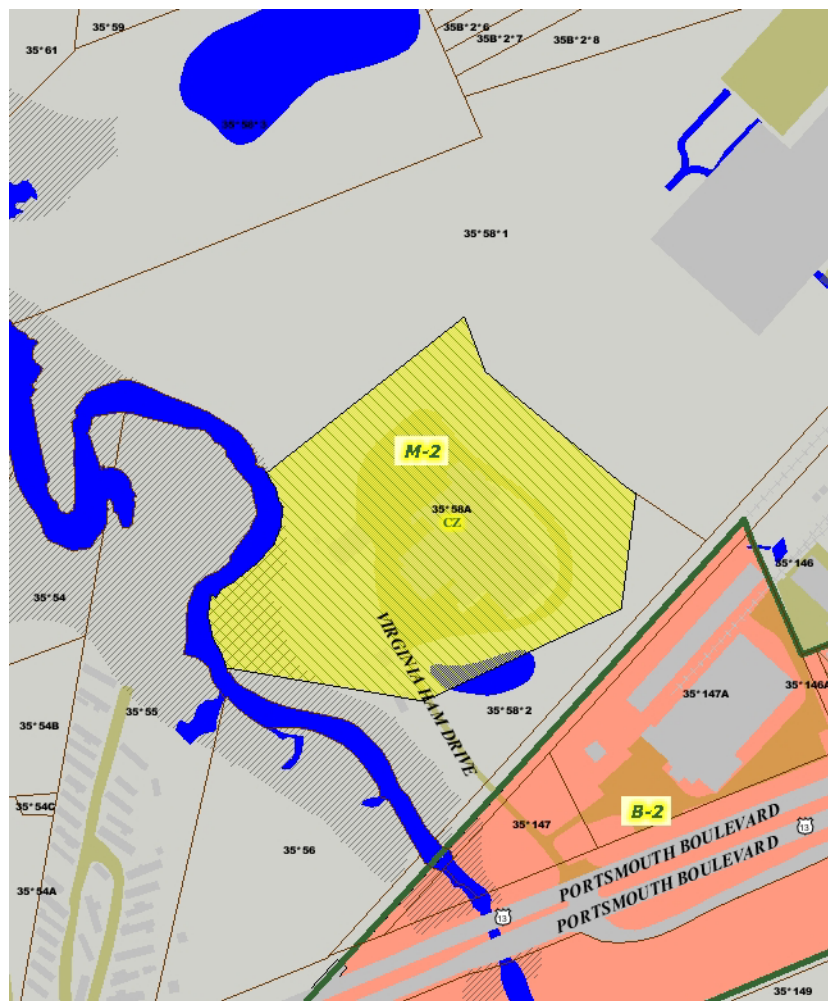 35*59
35B*2*6
35B*2*7
35B*2*8
35*61
35*58*3
35*58*1
M-2
35*58A
CZ
35*146
35*54
VIRGINIA HAM DRIVE
35*147A
35*146A
35*58*2
35*55
35*54B
35*54C
B-2
35*147
13
PORTSMOUTH BOULEVARD
35*56
PORTSMOUTH BOULEVARD
35*54A
13
35*149